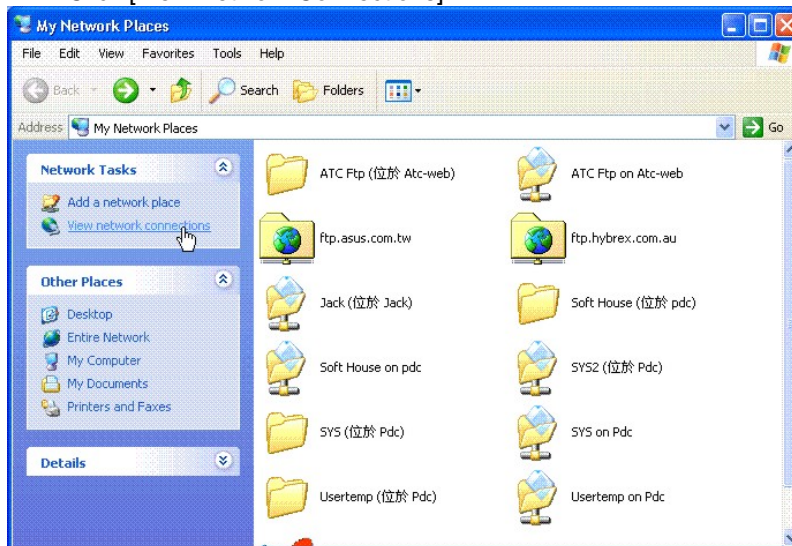 My Network Places
File Edit View Favorites Tools Help
Back Search Folders
Address My Network Places Go
Network Tasks
Add a network place
View network connections
Other Places
Desktop
Entire Network
My Computer
My Documents
Printers and Faxes
Details
ATC Ftp (位於 Atc-web) ATC Ftp on Atc-web
ftp.asus.com.tw ftp.hybrex.com.au
Jack (位於 Jack) Soft House (位於 pdc)
Soft House on pdc SYS2 (位於 Pdc)
SYS (位於 Pdc) SYS on Pdc
Usertemp (位於 Pdc) Usertemp on Pdc